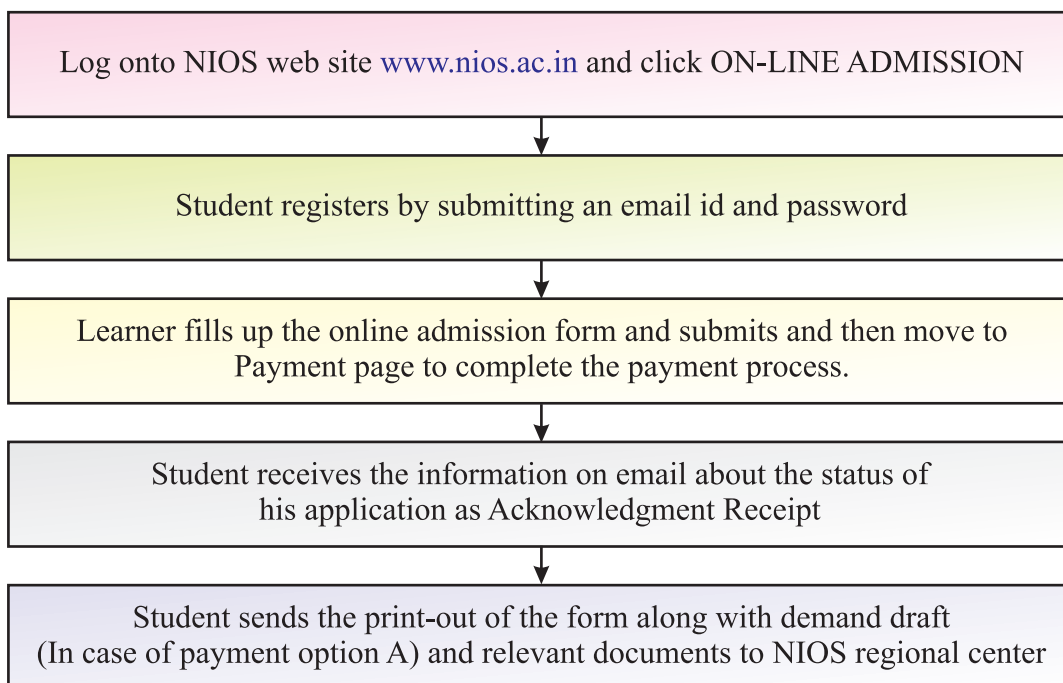 Log onto NIOS web site www.nios.ac.in and click ON-LINE ADMISSION
Student registers by submitting an email id and password
Learner fills up the online admission form and submits and then move to
Payment page to complete the payment process.
Student receives the information on email about the status of
his application as Acknowledgment Receipt
Student sends the print-out of the form along with demand draft
(In case of payment option A) and relevant documents to NIOS regional center